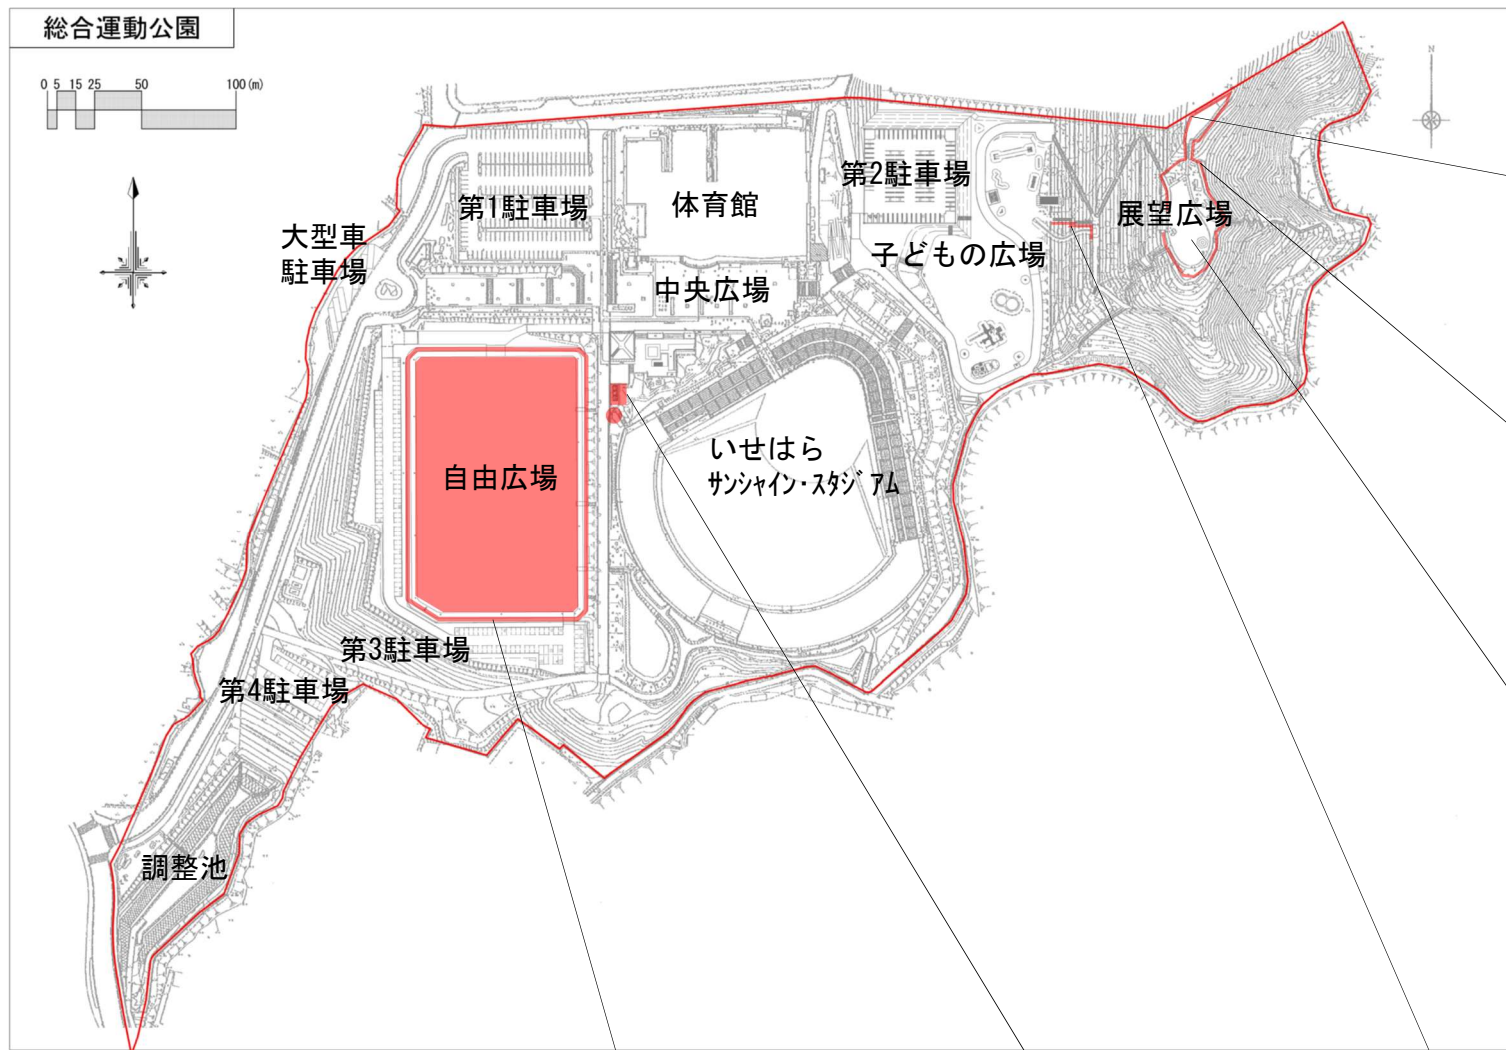 総合運動公園
0 5 15 25 50 100(m)
N
第1駐車場
体育館
第2駐車場
展望広場
大型車
駐車場
子どもの広場
中央広場
いせはら
ｻﾝｼｬｲﾝ・ｽﾀｼﾞｱﾑ
自由広場
第3駐車場
第4駐車場
調整池